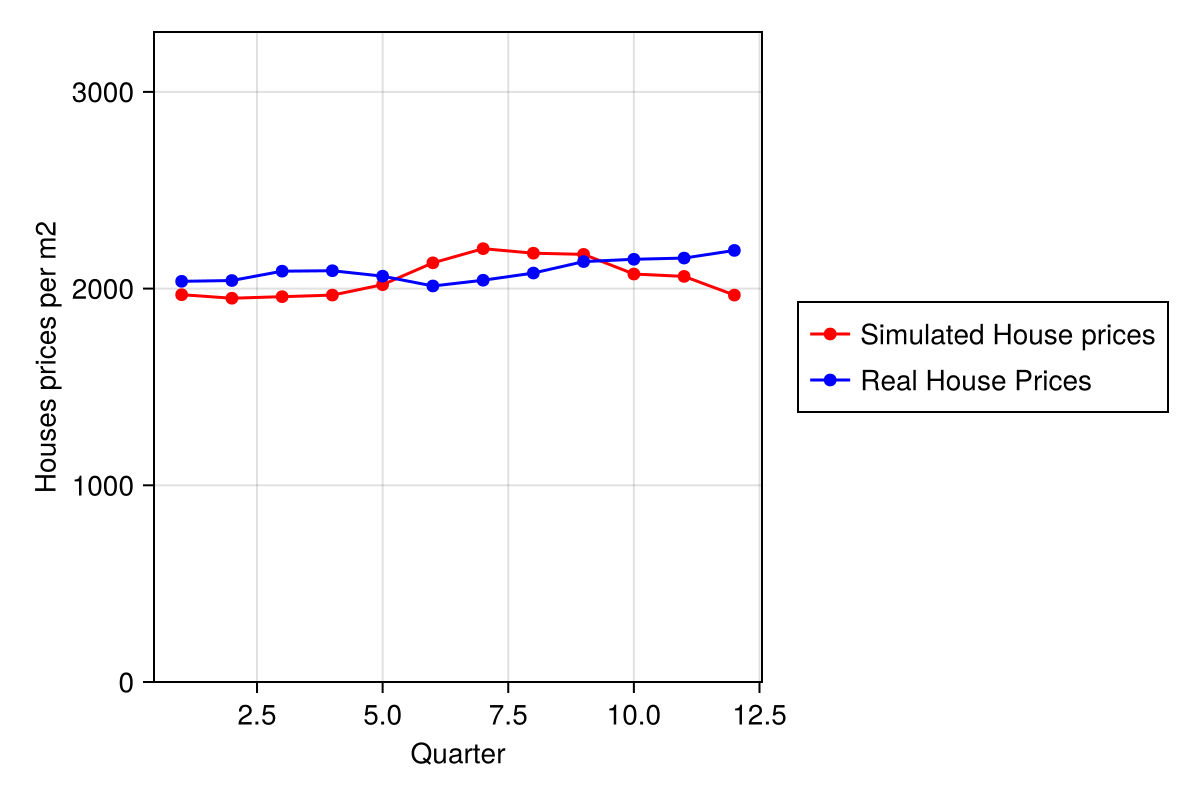 3000
2000
1000
0
Houses prices per m2
2.5 5.0 7.5 10.0 12.5
Quarter
Simulated House prices
Real House Prices